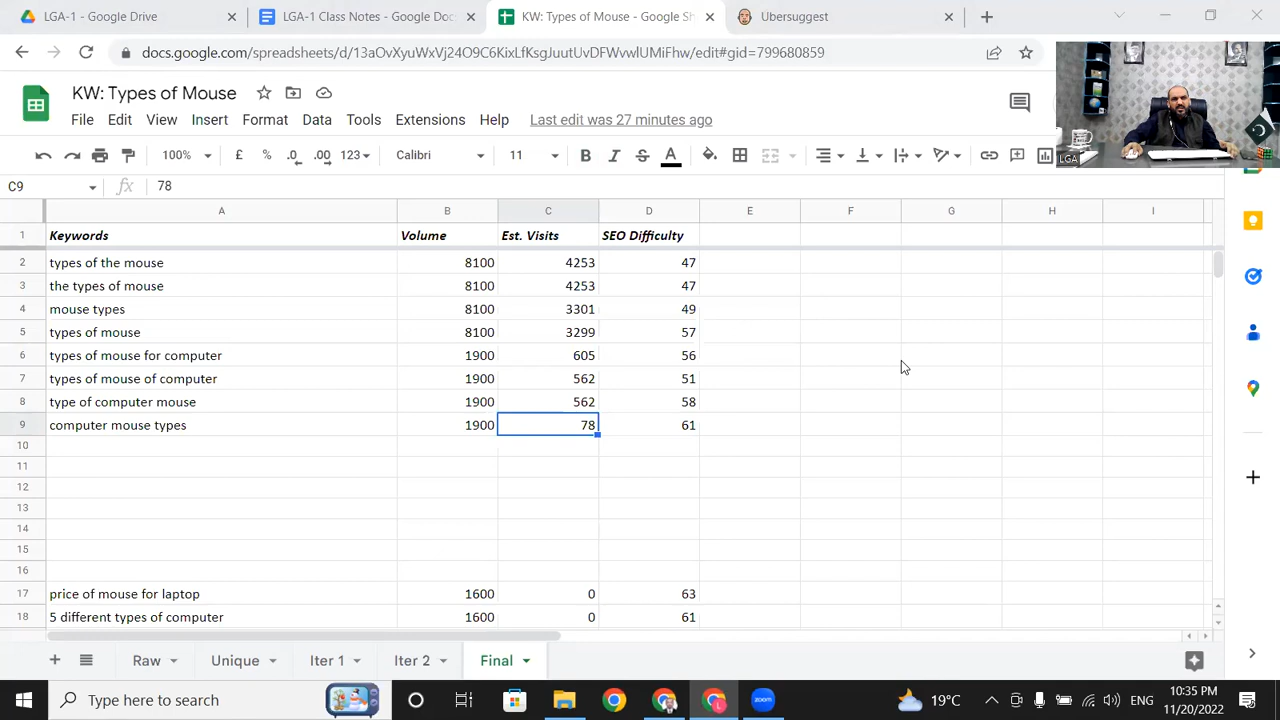 LGA-1 - Google Drive
LGA-1 Class Notes - Google Doc
KW: Types of Mouse - Google Sh
Ubersuggest
docs.google.com/spreadsheets/d/13aOvXyuWxVj24O9C6KixLfKsgJuutUvDFWvwlUMiFhw/edit#gid=799680859
KW: Types of Mouse
File Edit View Insert Format Data Tools Extensions Help Last edit was 27 minutes ago
100% £ % .0 .00 123 Calibri 11 B I S A
LGA
C9 fx 78
A B C D E F G H I
1 Keywords Volume Est. Visits SEO Difficulty
2 types of the mouse 8100 4253 47
3 the types of mouse 8100 4253 47
4 mouse types 8100 3301 49
5 types of mouse 8100 3299 57
6 types of mouse for computer 1900 605 56
7 types of mouse of computer 1900 562 51
8 type of computer mouse 1900 562 58
9 computer mouse types 1900 78 61
10
11
12
13
14
15
16
17 price of mouse for laptop 1600 0 63
18 5 different types of computer 1600 0 61
Raw Unique Iter 1 Iter 2 Final
Type here to search
zoom
19°C
ENG
10:35 PM
11/20/2022